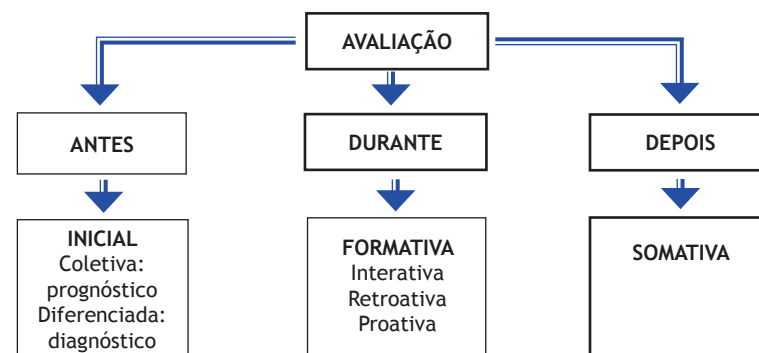 AVALIAÇÃO
ANTES
DURANTE
DEPOIS
INICIAL
Coletiva:
prognóstico
Diferenciada:
diagnóstico
FORMATIVA
Interativa
Retroativa
Proativa
SOMATIVA